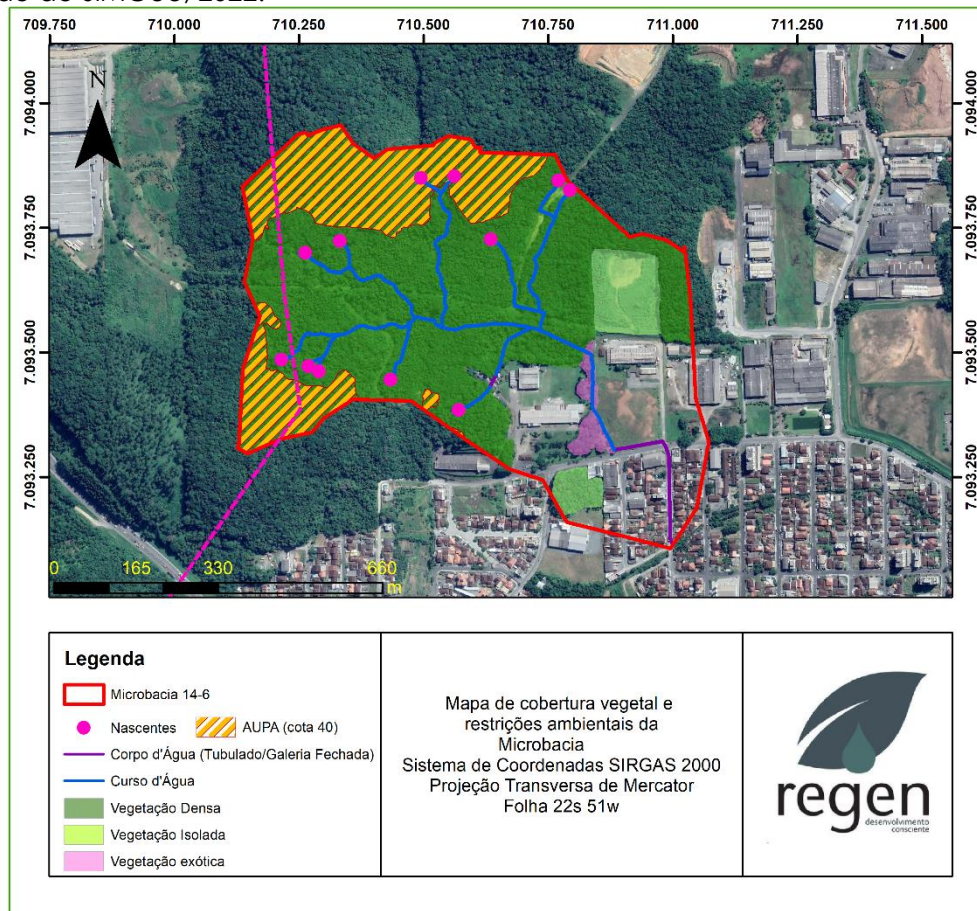 709.750 710.000 710.250 710.500 710.750 711.000 711.250 711.500
7.094.000 7.094.000
7.093.750 7.093.750
7.093.500 7.093.500
7.093.250 7.093.250
N
0 165 330 660
m
Legenda
Microbacia 14-6
Nascentes AUPA (cota 40)
Corpo d'Água (Tubulado/Galeria Fechada)
Curso d'Água
Vegetação Densa
Vegetação Isolada
Vegetação exótica
Mapa de cobertura vegetal e
restrições ambientais da
Microbacia
Sistema de Coordenadas SIRGAS 2000
Projeção Transversa de Mercator
Folha 22s 51w
regen
desenvolvimento
consciente